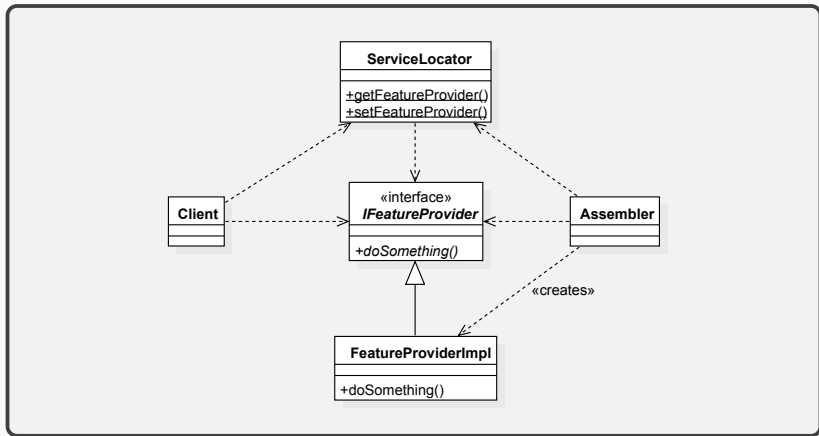 ServiceLocator
+getFeatureProvider()
+setFeatureProvider()
«interface»
IFeatureProvider
+doSomething()
Client
Assembler
«creates»
FeatureProviderImpl
+doSomething()